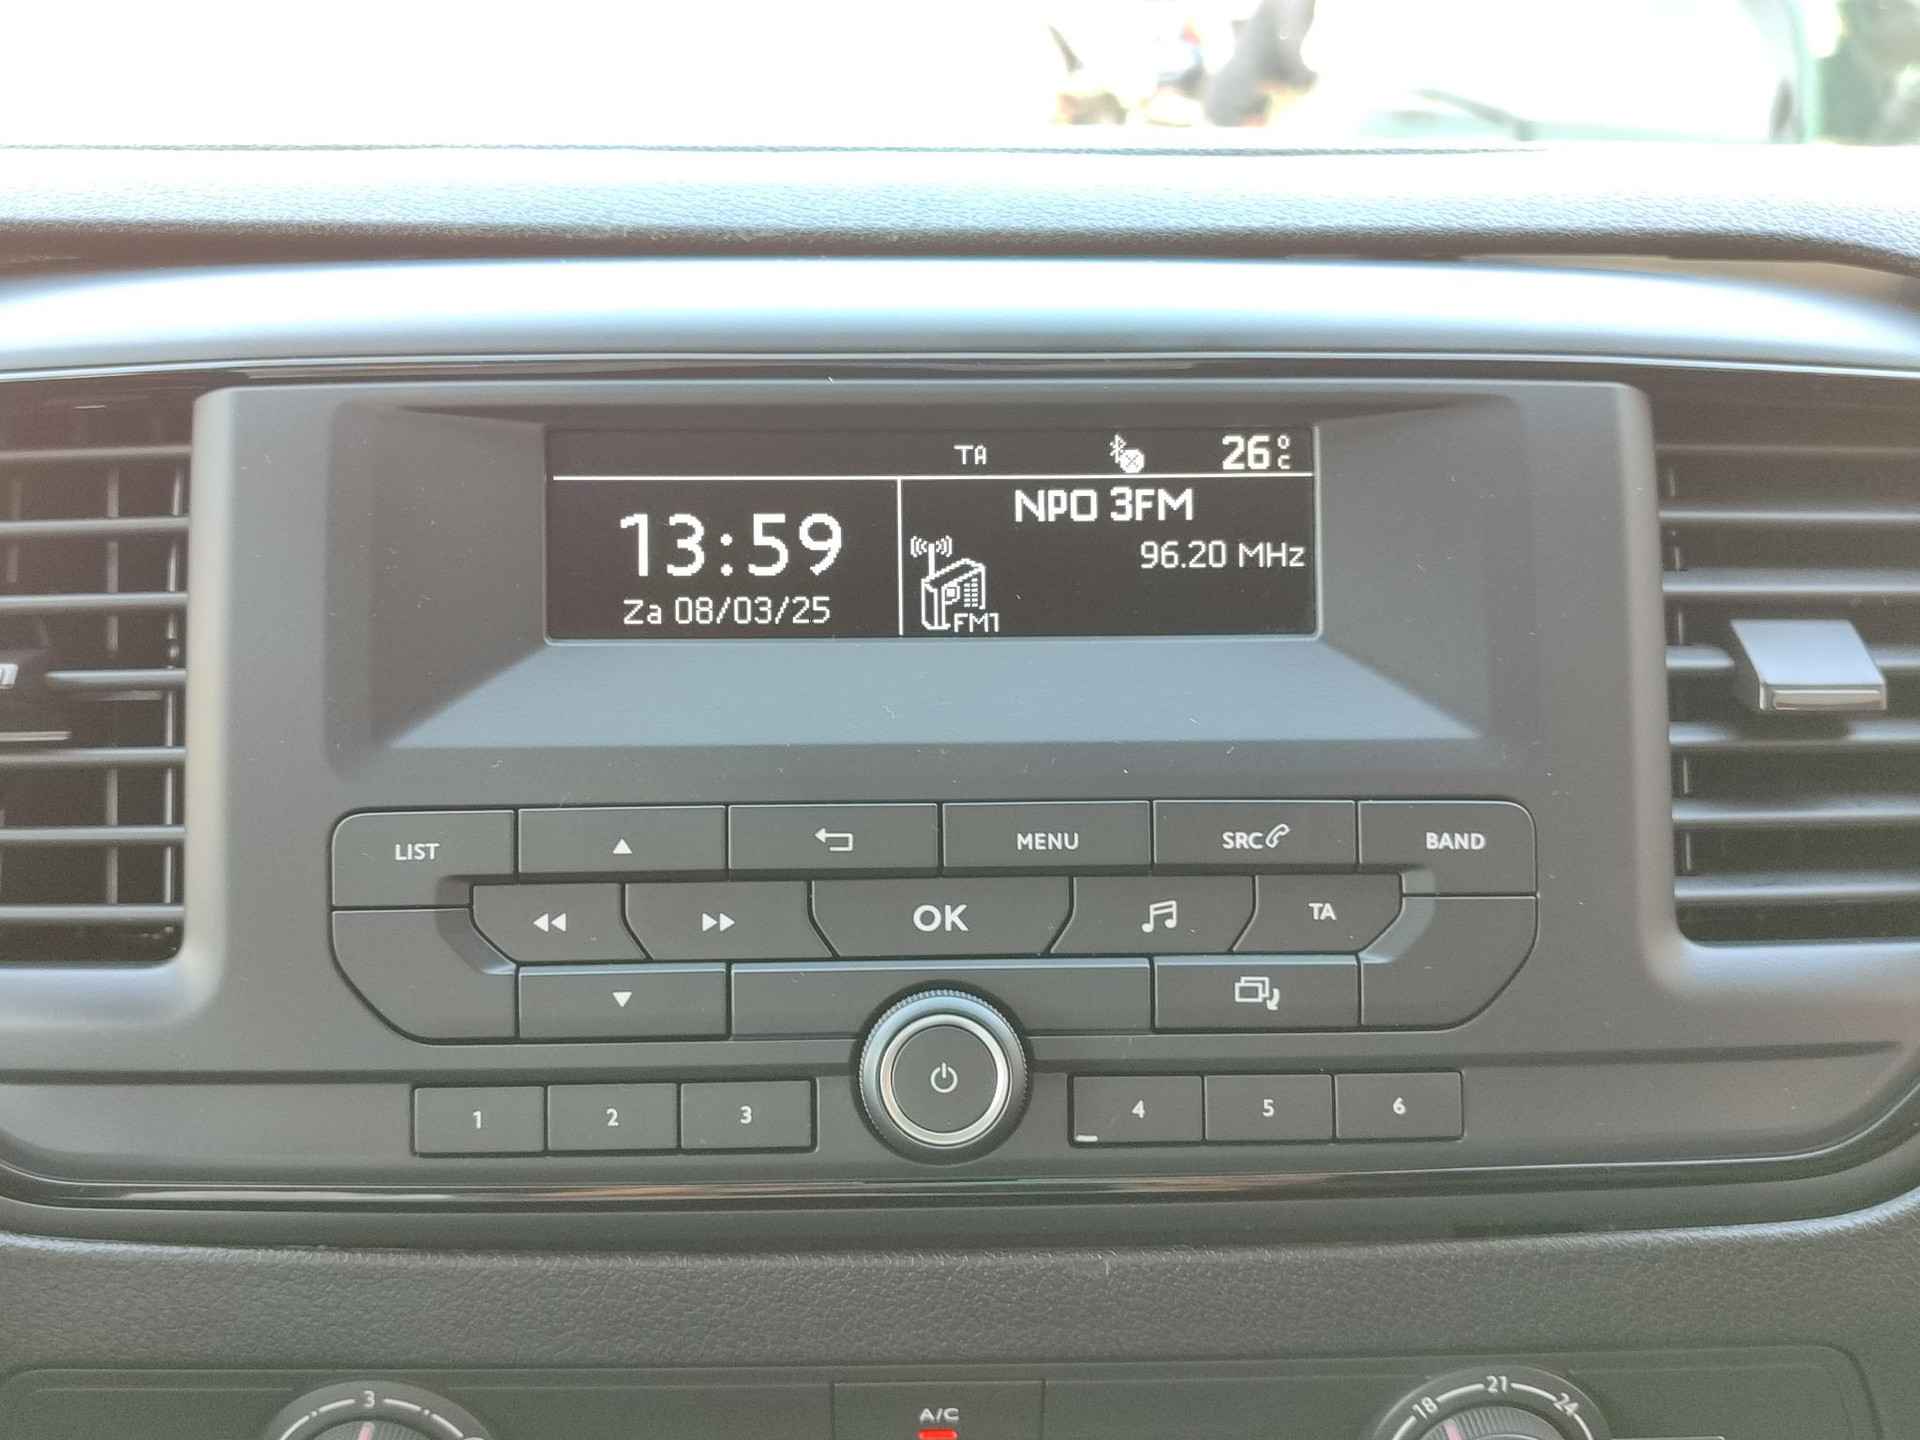 TA 26 °C
13:59
Za 08/03/25
NPO 3FM
96.20 MHz
FM1
LIST
MENU
SRC
BAND
OK
TA
1 2 3 4 5 6
3
A/C
18 21 24